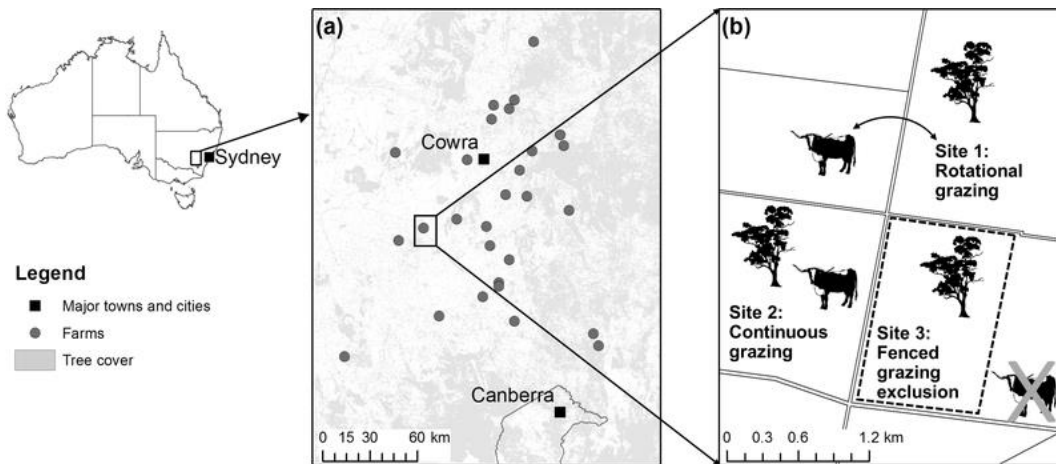 Sydney
Legend
Major towns and cities
Farms
Tree cover
(a)
Cowra
Canberra
0 15 30 60 km
(b)
Site 1:
Rotational
grazing
Site 2:
Continuous
grazing
Site 3:
Fenced
grazing
exclusion
0 0.3 0.6 1.2 km